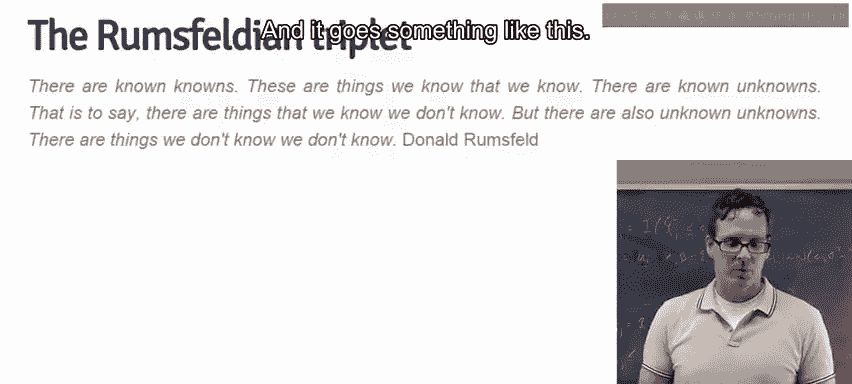 The Rumsfeldian triplet
And it goes something like this.
There are known knowns. These are things we know that we know. There are known unknowns.
That is to say, there are things that we know we don't know. But there are also unknown unknowns.
There are things we don't know we don't know. Donald Rumsfeld